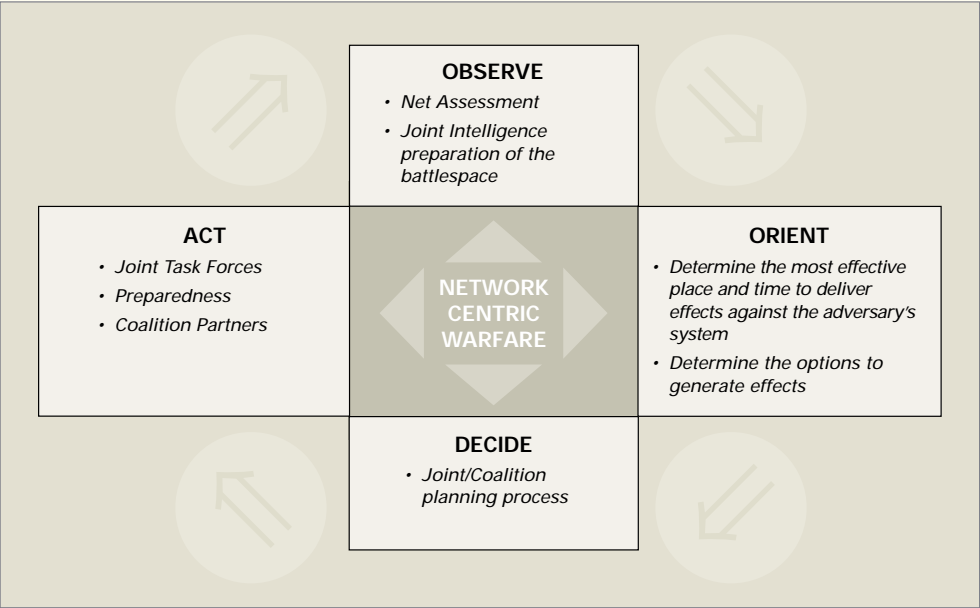 OBSERVE
• Net Assessment
• Joint Intelligence
preparation of the
battlespace
ACT
• Joint Task Forces
• Preparedness
• Coalition Partners
NETWORK
CENTRIC
WARFARE
ORIENT
• Determine the most effective
place and time to deliver
effects against the adversary's
system
• Determine the options to
generate effects
DECIDE
• Joint/Coalition
planning process